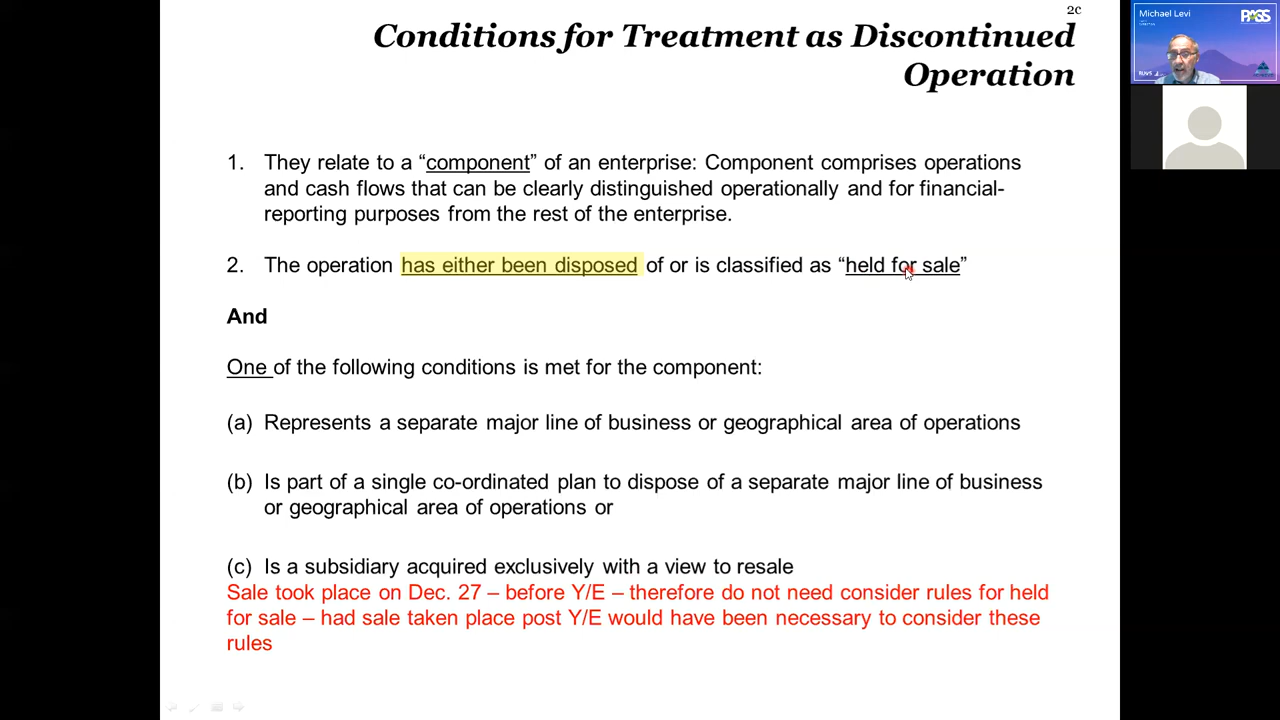 2c
Conditions for Treatment as Discontinued
Operation
1. They relate to a “component” of an enterprise: Component comprises operations
and cash flows that can be clearly distinguished operationally and for financial-
reporting purposes from the rest of the enterprise.
2. The operation has either been disposed of or is classified as “held for sale”
And
One of the following conditions is met for the component:
(a) Represents a separate major line of business or geographical area of operations
(b) Is part of a single co-ordinated plan to dispose of a separate major line of business
or geographical area of operations or
(c) Is a subsidiary acquired exclusively with a view to resale
Sale took place on Dec. 27 – before Y/E – therefore do not need consider rules for held
for sale – had sale taken place post Y/E would have been necessary to consider these
rules
Michael Levi
PASS